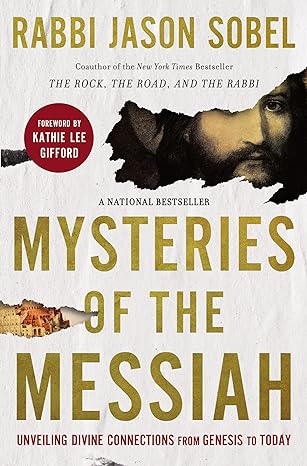 RABBI JASON SOBEL
Coauthor of the New York Times Bestseller
THE ROCK, THE ROAD, AND THE RABBI
FOREWORD BY
KATHIE LEE
GIFFORD
A NATIONAL BESTSELLER
MYSTERIES
OF THE
MESSIAH
UNVEILING DIVINE CONNECTIONS FROM GENESIS TO TODAY